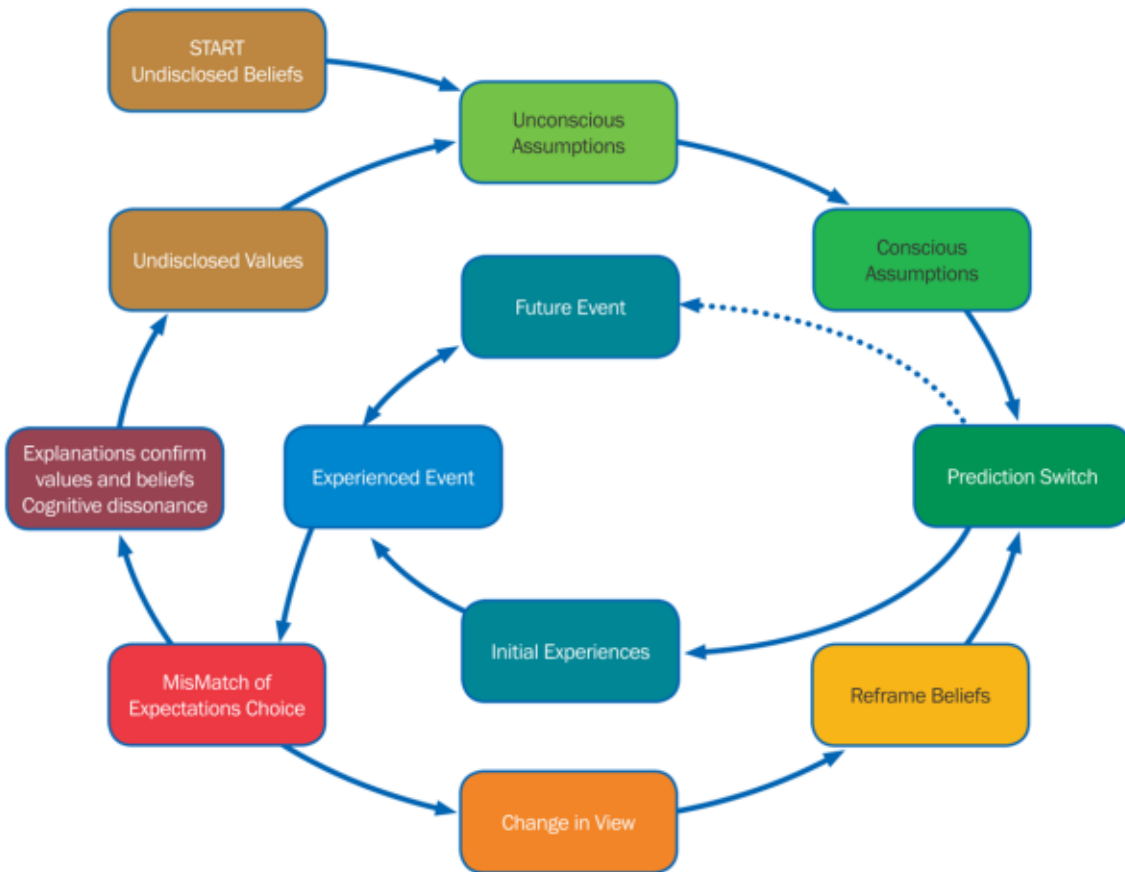 START
Undisclosed Beliefs
Unconscious
Assumptions
Undisclosed Values
Conscious
Assumptions
Future Event
Explanations confirm
values and beliefs
Cognitive dissonance
Experienced Event
Prediction Switch
Initial Experiences
MisMatch of
Expectations Choice
Reframe Beliefs
Change in View